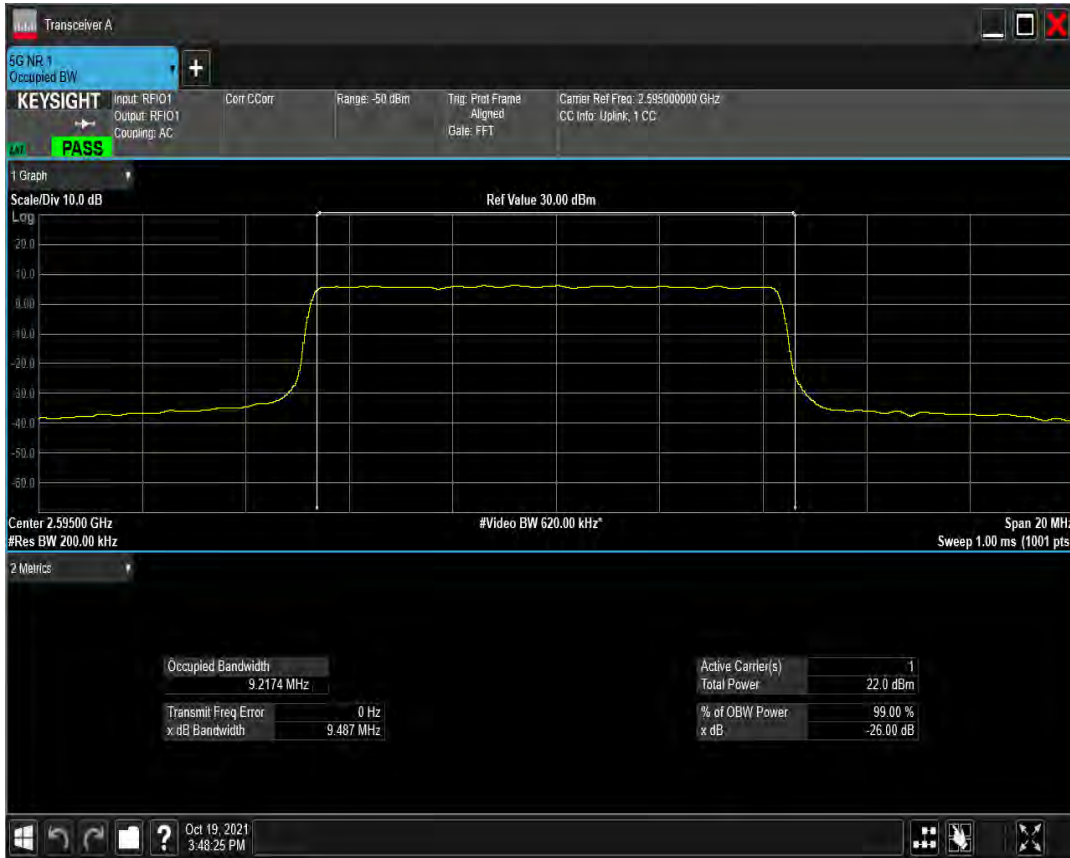 Transceiver A
5G NR 1
Occupied BW
+
KEYSIGHT
Input: RFIO1
Output: RFIO1
Coupling: AC
Corr CCorr
Range: -50 dBm
Trig: Prot Frame
Aligned
Gate: FFT
Carrier Ref Freq: 2.595000000 GHz
CC Info: Uplink, 1 CC
PASS
1 Graph
Scale/Div 10.0 dB
Ref Value 30.00 dBm
Log
20.0
10.0
0.00
-10.0
-20.0
-30.0
-40.0
-50.0
-60.0
Center 2.59500 GHz
#Video BW 620.00 kHz*
Span 20 MHz
#Res BW 200.00 kHz
Sweep 1.00 ms (1001 pts
2 Metrics
Occupied Bandwidth
9.2174 MHz
Transmit Freq Error 0 Hz
x dB Bandwidth 9.487 MHz
Active Carrier(s) 1
Total Power 22.0 dBm
% of OBW Power 99.00 %
x dB -26.00 dB
?
Oct 19, 2021
3:48:25 PM